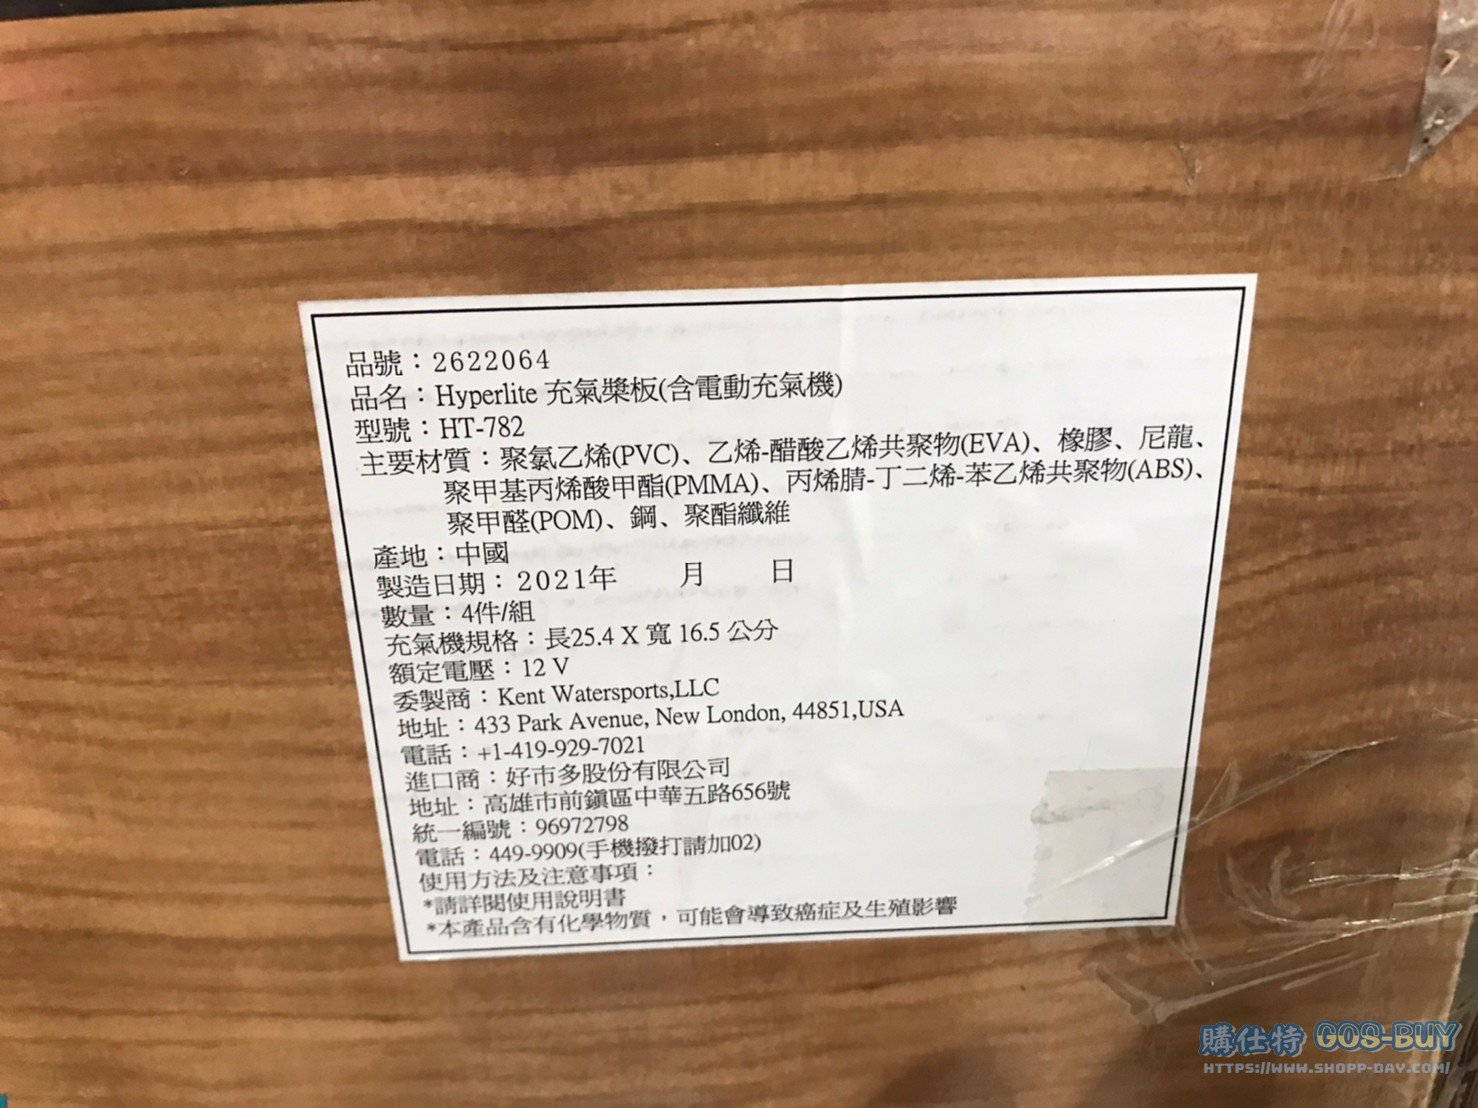 品號：2622064
品名：Hyperlite 充氣槳板(含電動充氣機)
型號：HT-782
主要材質：聚氯乙烯(PVC)、乙烯-醋酸乙烯共聚物(EVA)、橡膠、尼龍、
聚甲基丙烯酸甲酯(PMMA)、丙烯腈-丁二烯-苯乙烯共聚物(ABS)、
聚甲醛(POM)、鋼、聚酯纖維
產地：中國
製造日期：2021年 月 日
數量：4件/組
充氣機規格：長25.4 X 寬 16.5 公分
額定電壓：12 V
委製商：Kent Watersports,LLC
地址：433 Park Avenue, New London, 44851,USA
電話：+1-419-929-7021
進口商：好市多股份有限公司
地址：高雄市前鎮區中華五路656號
統一編號：96972798
電話：449-9909(手機撥打請加02)
使用方法及注意事項：
*請詳閱使用說明書
*本產品含有化學物質，可能會導致癌症及生殖影響
購仕特 GOS-BUY
HTTPS://WWW.SHOPP-DAY.COM/